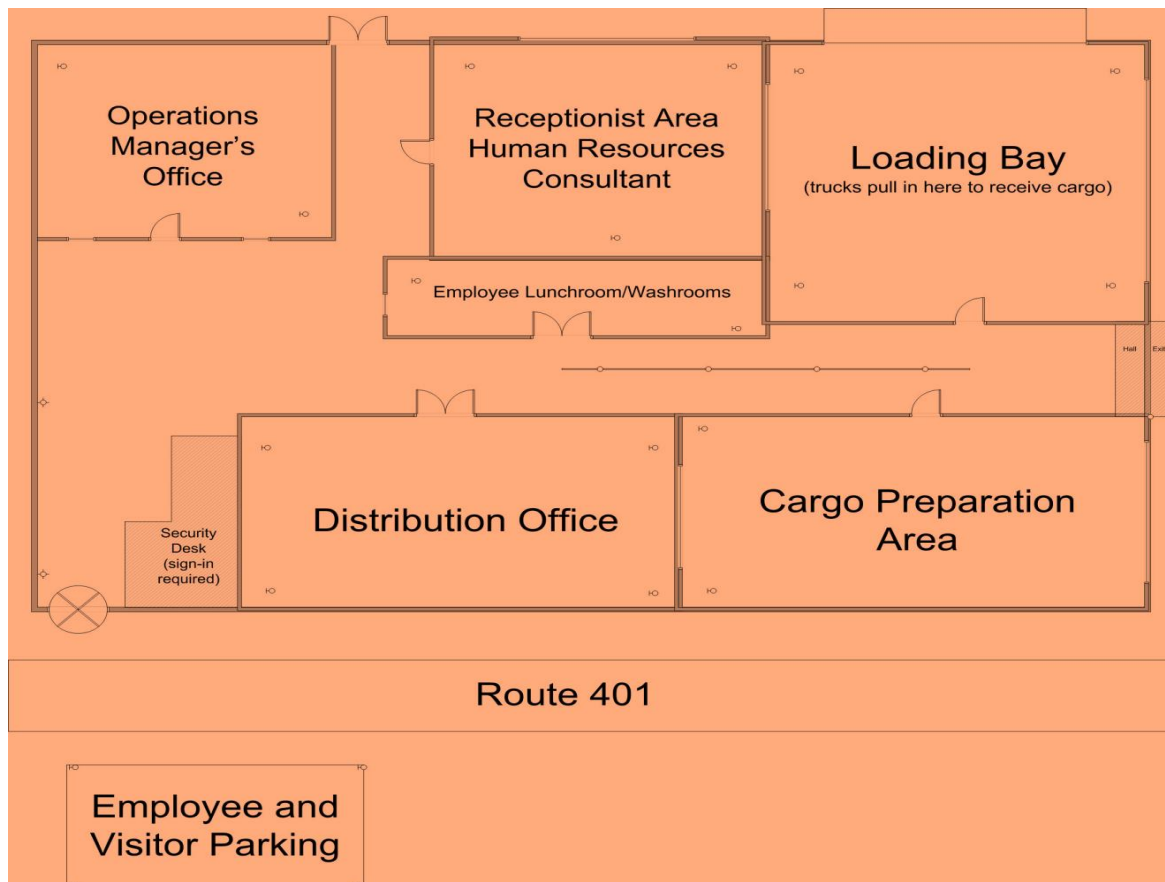 Operations
Manager's
Office
Receptionist Area
Human Resources
Consultant
Loading Bay
(trucks pull in here to receive cargo)
Employee Lunchroom/Washrooms
Hall
Exit
Security
Desk
(sign-in
required)
Distribution Office
Cargo Preparation
Area
Route 401
Employee and
Visitor Parking